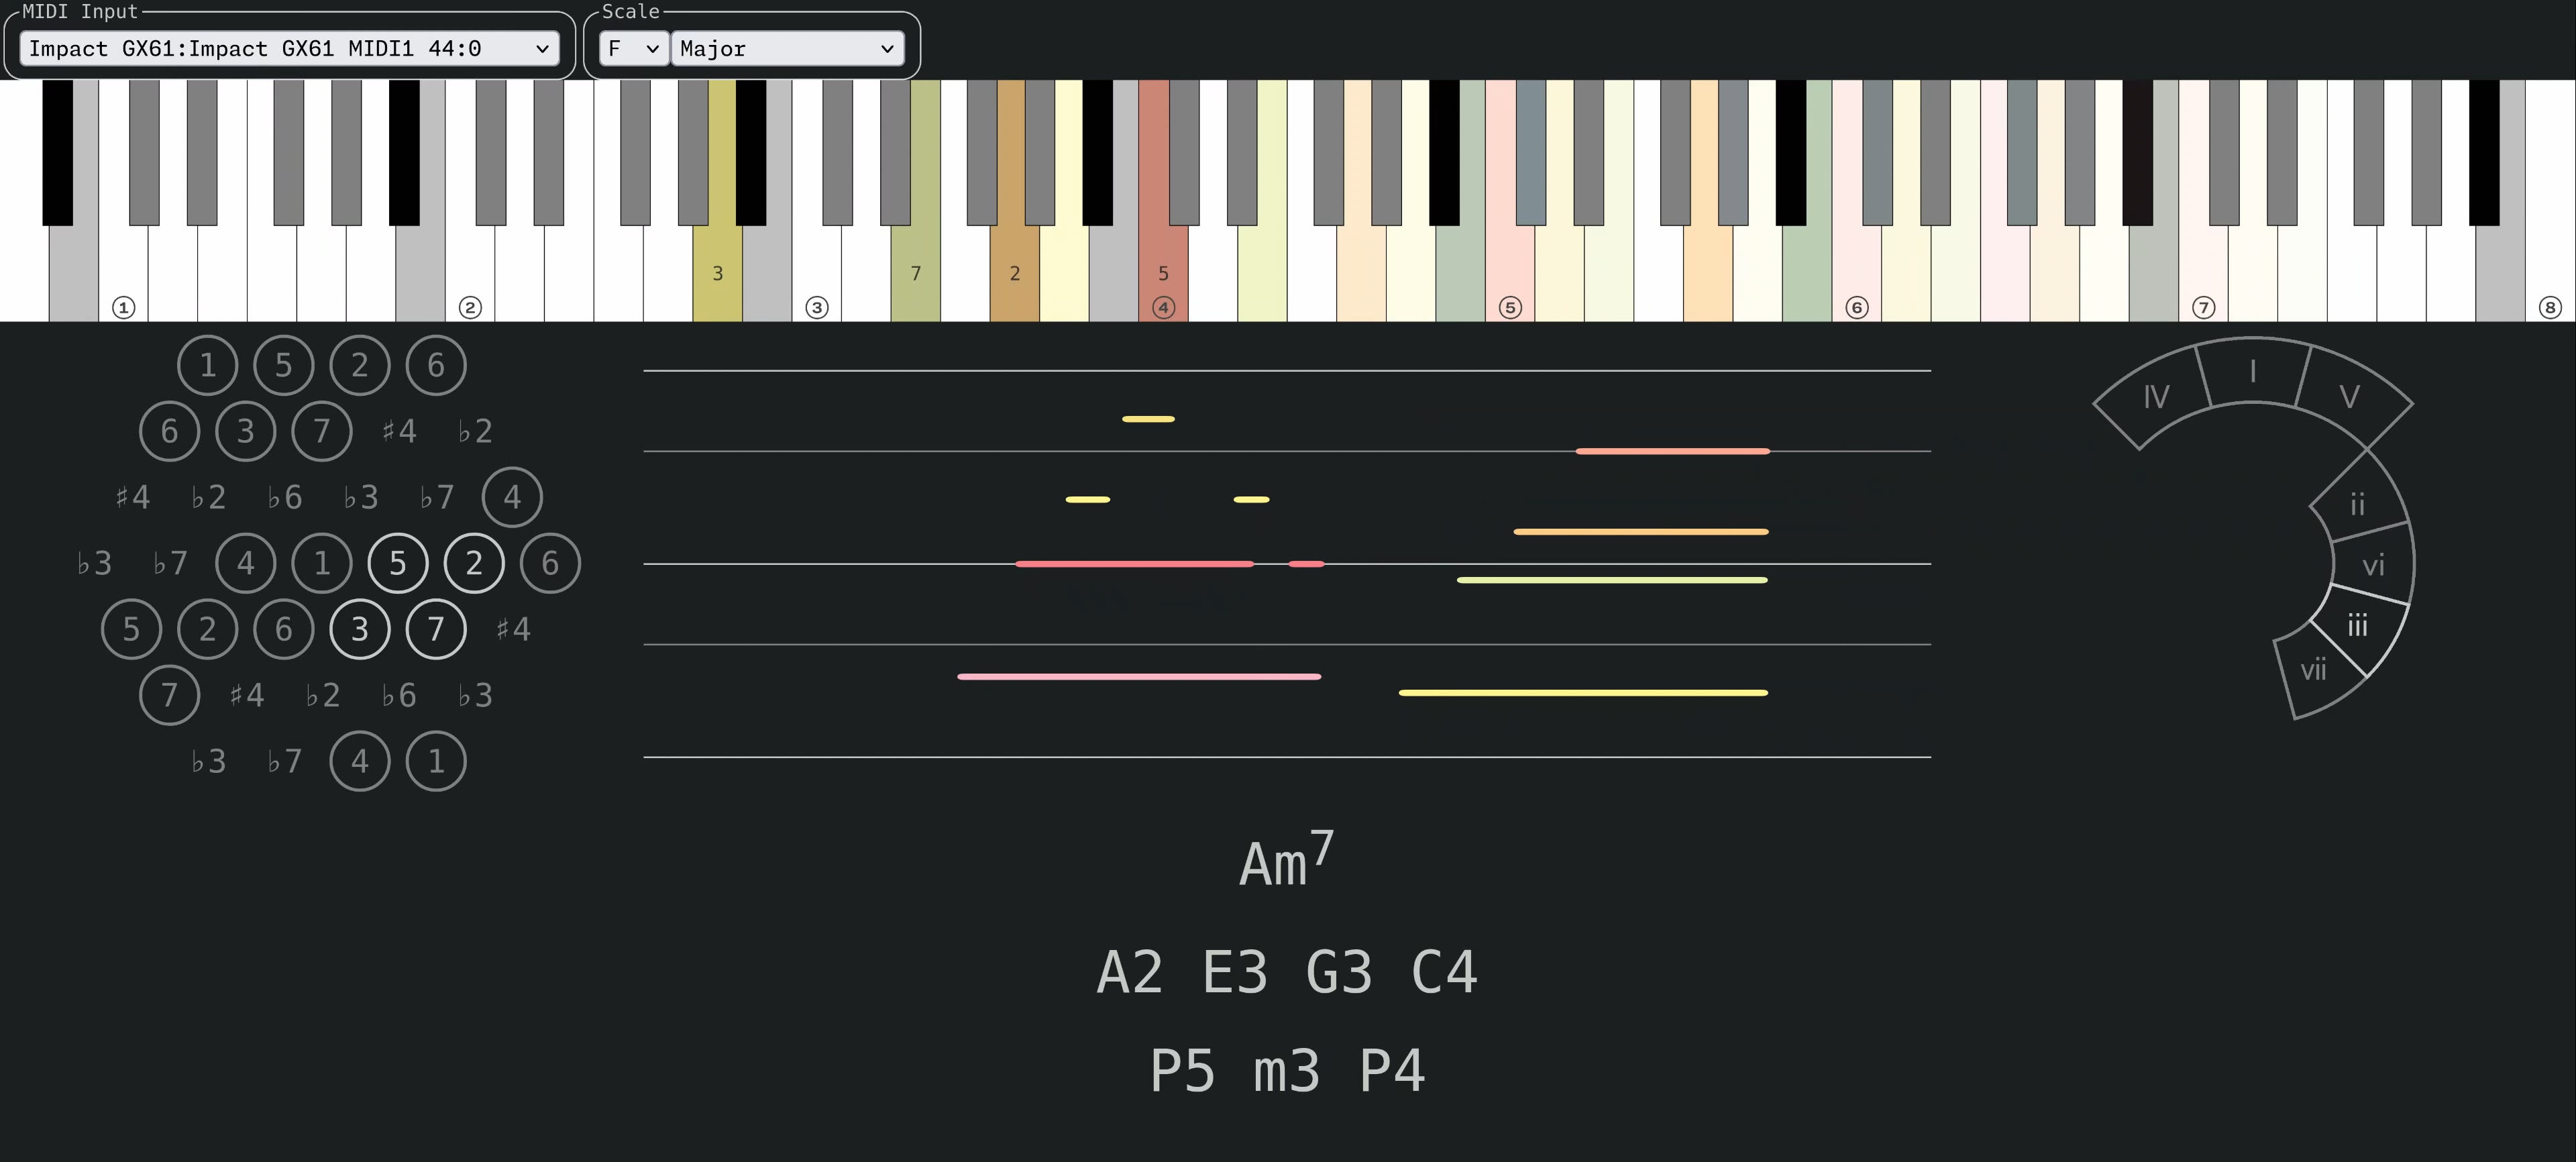 MIDI Input Scale
Impact GX61:Impact GX61 MIDI1 44:0 F Major
3 7 2 5
① ② ③ ④ ⑤ ⑥ ⑦ ⑧
1 5 2 6
6 3 7 ♯4 ♭2
♯4 ♭2 ♭6 ♭3 ♭7 4
♭3 ♭7 4 1 5 2 6
5 2 6 3 7 ♯4
7 ♯4 ♭2 ♭6 ♭3
♭3 ♭7 4 1
IV I V
ii
vi
iii
vii
Am⁷
A2 E3 G3 C4
P5 m3 P4